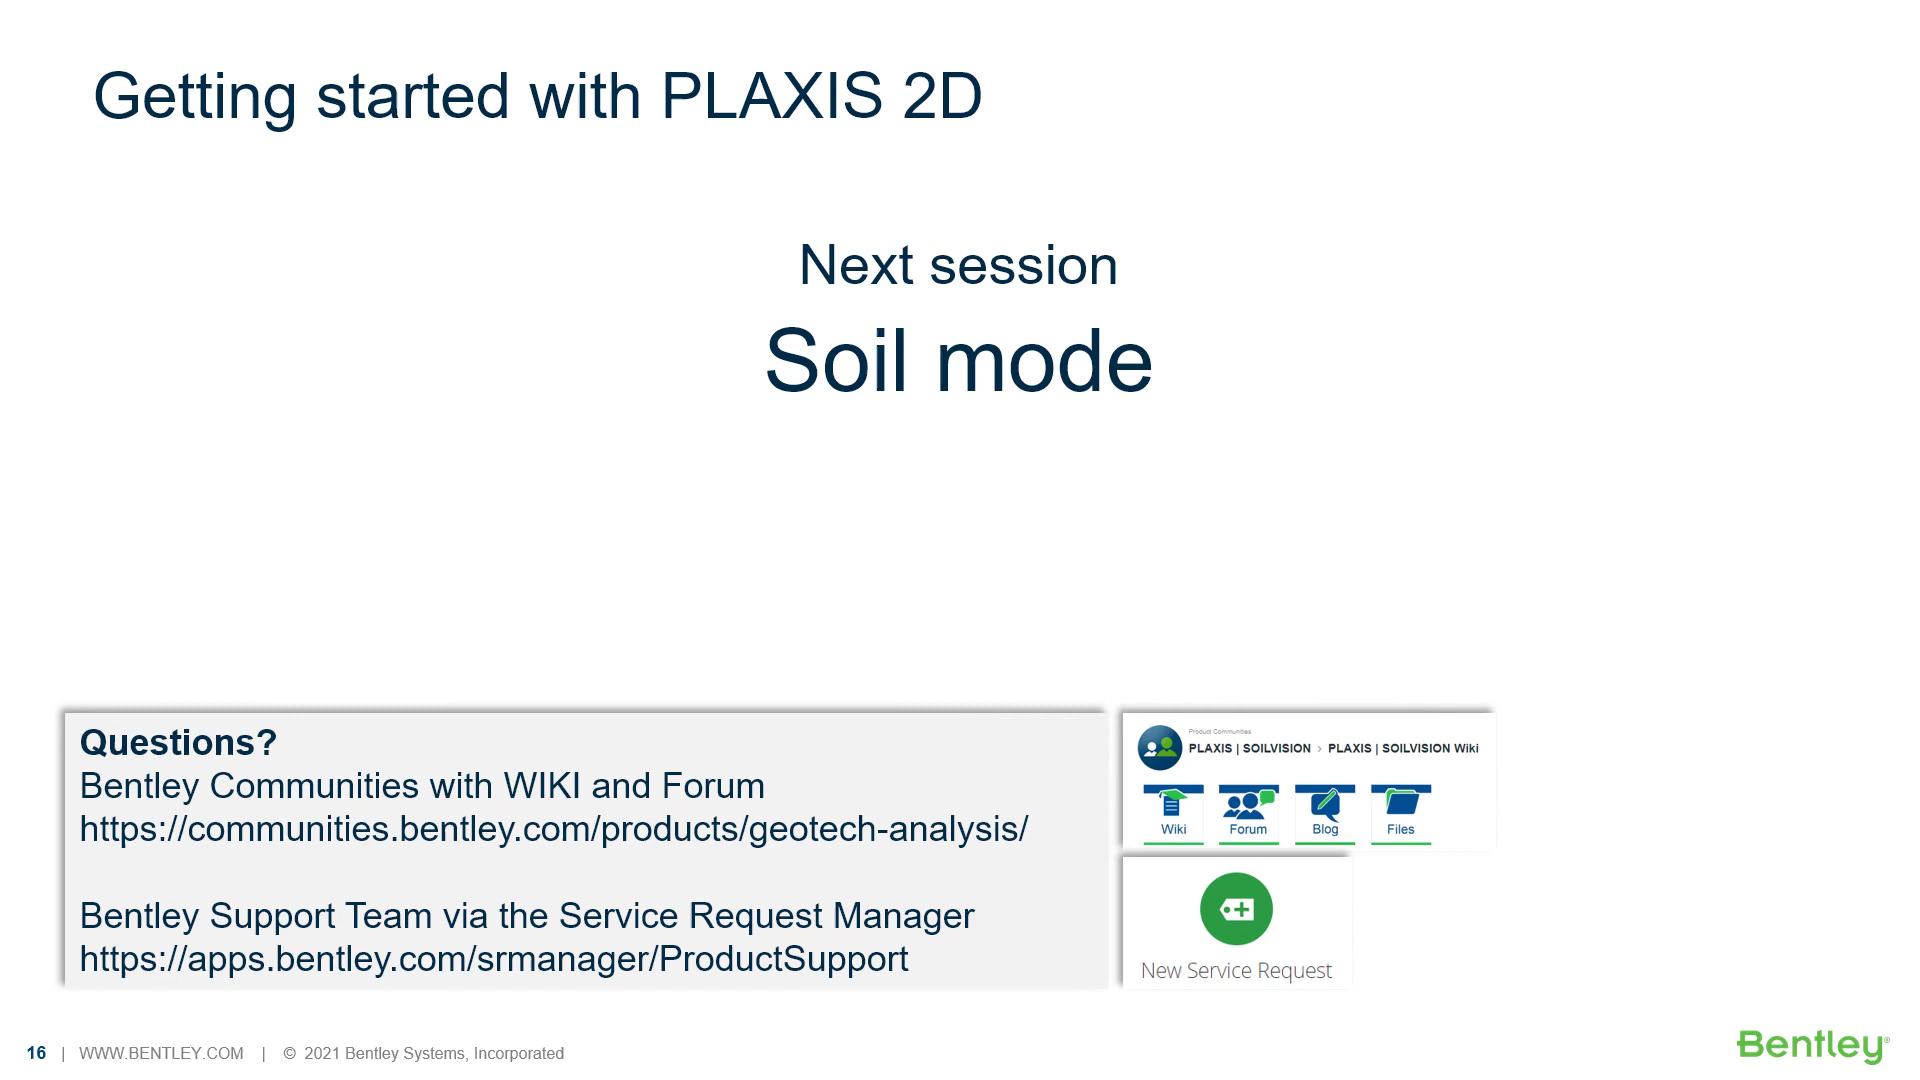 Getting started with PLAXIS 2D
Next session
Soil mode
Questions?
Bentley Communities with WIKI and Forum
https://communities.bentley.com/products/geotech-analysis/
Bentley Support Team via the Service Request Manager
https://apps.bentley.com/srmanager/ProductSupport
Product Communities
PLAXIS | SOILVISION › PLAXIS | SOILVISION Wiki
Wiki Forum Blog Files
New Service Request
16 | WWW.BENTLEY.COM | © 2021 Bentley Systems, Incorporated
Bentley®